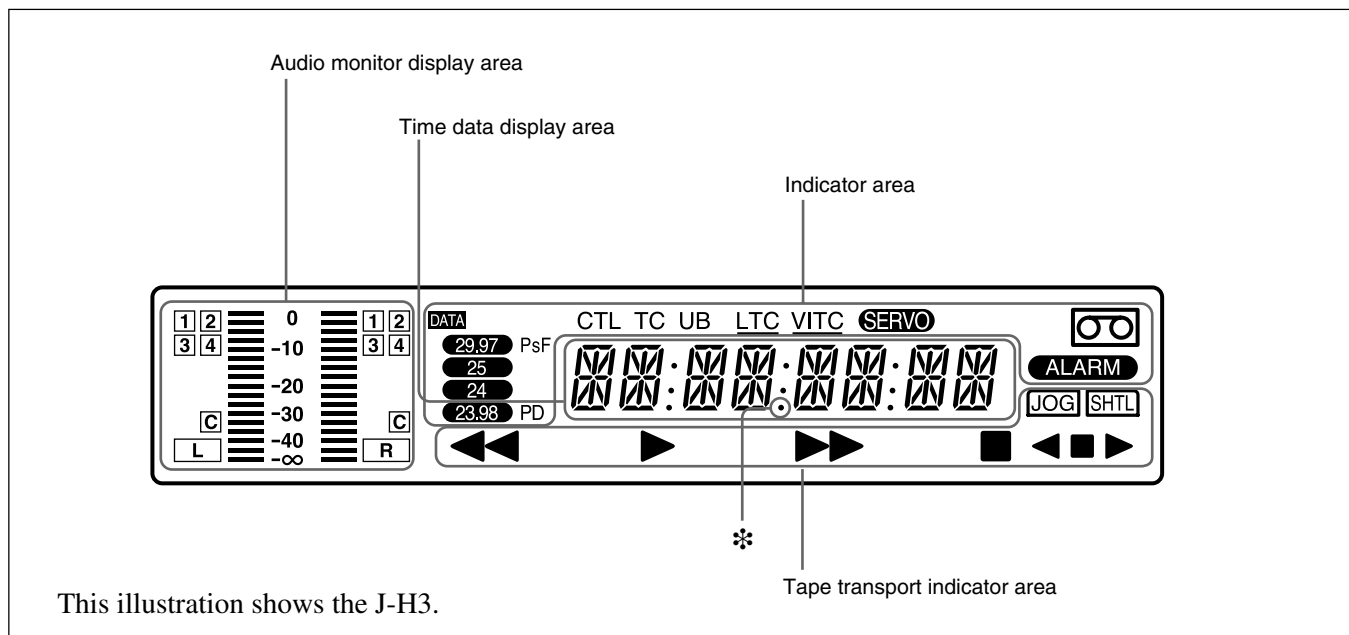 Audio monitor display area
Time data display area
Indicator area
1 2 0 1 2
3 4 -10 3 4
-20
-30
C C
-40
L -∞ R
DATA CTL TC UB LTC VITC SERVO
29.97 PsF
25
24
23.98 PD
ALARM
JOG SHTL
✻
Tape transport indicator area
This illustration shows the J-H3.